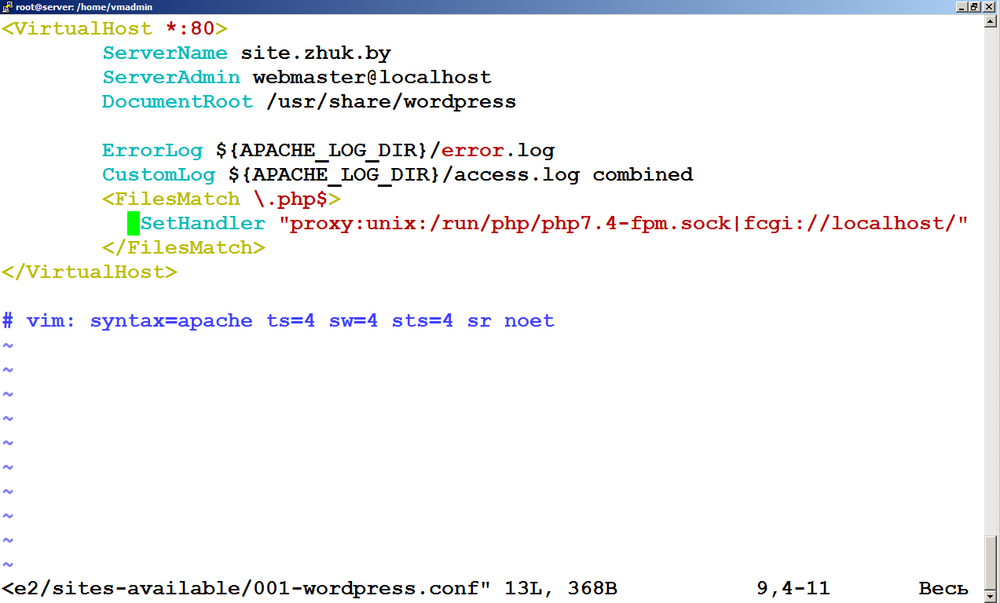 root@server: /home/vmadmin
<VirtualHost *:80>
        ServerName site.zhuk.by
        ServerAdmin webmaster@localhost
        DocumentRoot /usr/share/wordpress

        ErrorLog ${APACHE_LOG_DIR}/error.log
        CustomLog ${APACHE_LOG_DIR}/access.log combined
        <FilesMatch \.php$>
           SetHandler "proxy:unix:/run/php/php7.4-fpm.sock|fcgi://localhost/"
        </FilesMatch>
</VirtualHost>

# vim: syntax=apache ts=4 sw=4 sts=4 sr noet
~
~
~
~
~
~
~
~
~
~
<e2/sites-available/001-wordpress.conf" 13L, 368B 9,4-11 Весь